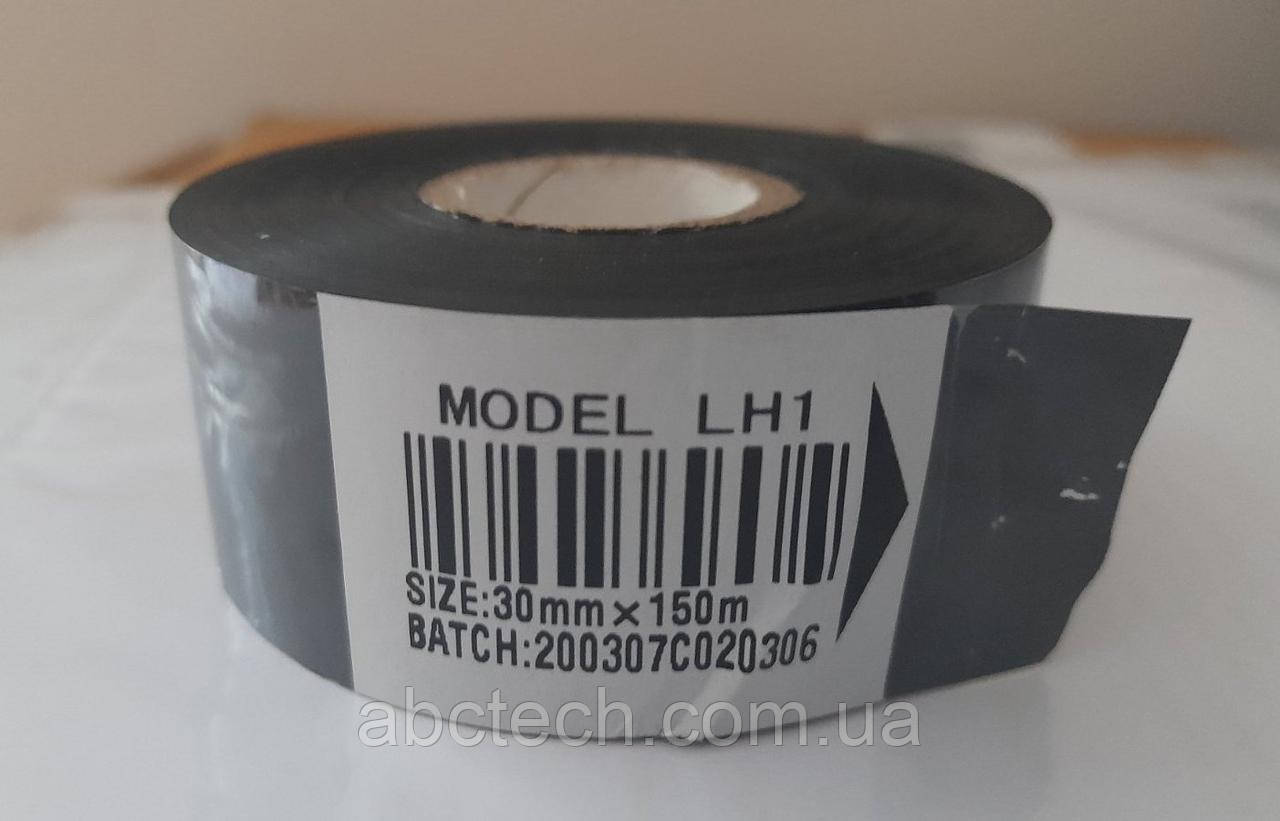 MODEL LH1
SIZE:30mm×150m
BATCH:200307C020306
abctech.com.ua